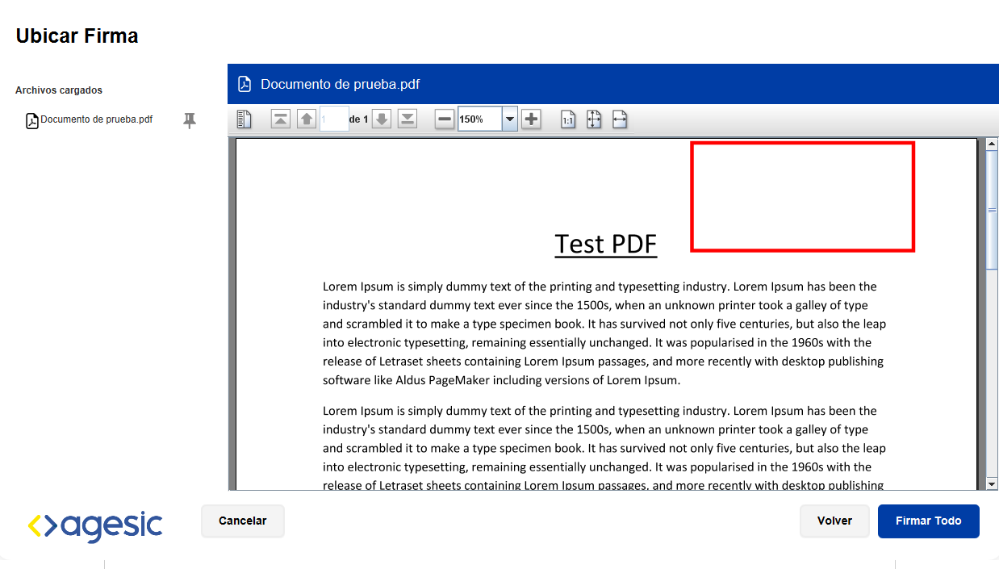 Ubicar Firma
Archivos cargados
Documento de prueba.pdf
Documento de prueba.pdf
1 de 1
150%
1:1
Test PDF
Lorem Ipsum is simply dummy text of the printing and typesetting industry. Lorem Ipsum has been the
industry's standard dummy text ever since the 1500s, when an unknown printer took a galley of type
and scrambled it to make a type specimen book. It has survived not only five centuries, but also the leap
into electronic typesetting, remaining essentially unchanged. It was popularised in the 1960s with the
release of Letraset sheets containing Lorem Ipsum passages, and more recently with desktop publishing
software like Aldus PageMaker including versions of Lorem Ipsum.
Lorem Ipsum is simply dummy text of the printing and typesetting industry. Lorem Ipsum has been the
industry's standard dummy text ever since the 1500s, when an unknown printer took a galley of type
and scrambled it to make a type specimen book. It has survived not only five centuries, but also the leap
into electronic typesetting, remaining essentially unchanged. It was popularised in the 1960s with the
release of Letraset sheets containing Lorem Ipsum passages, and more recently with desktop publishing
agesic
Cancelar
Volver
Firmar Todo